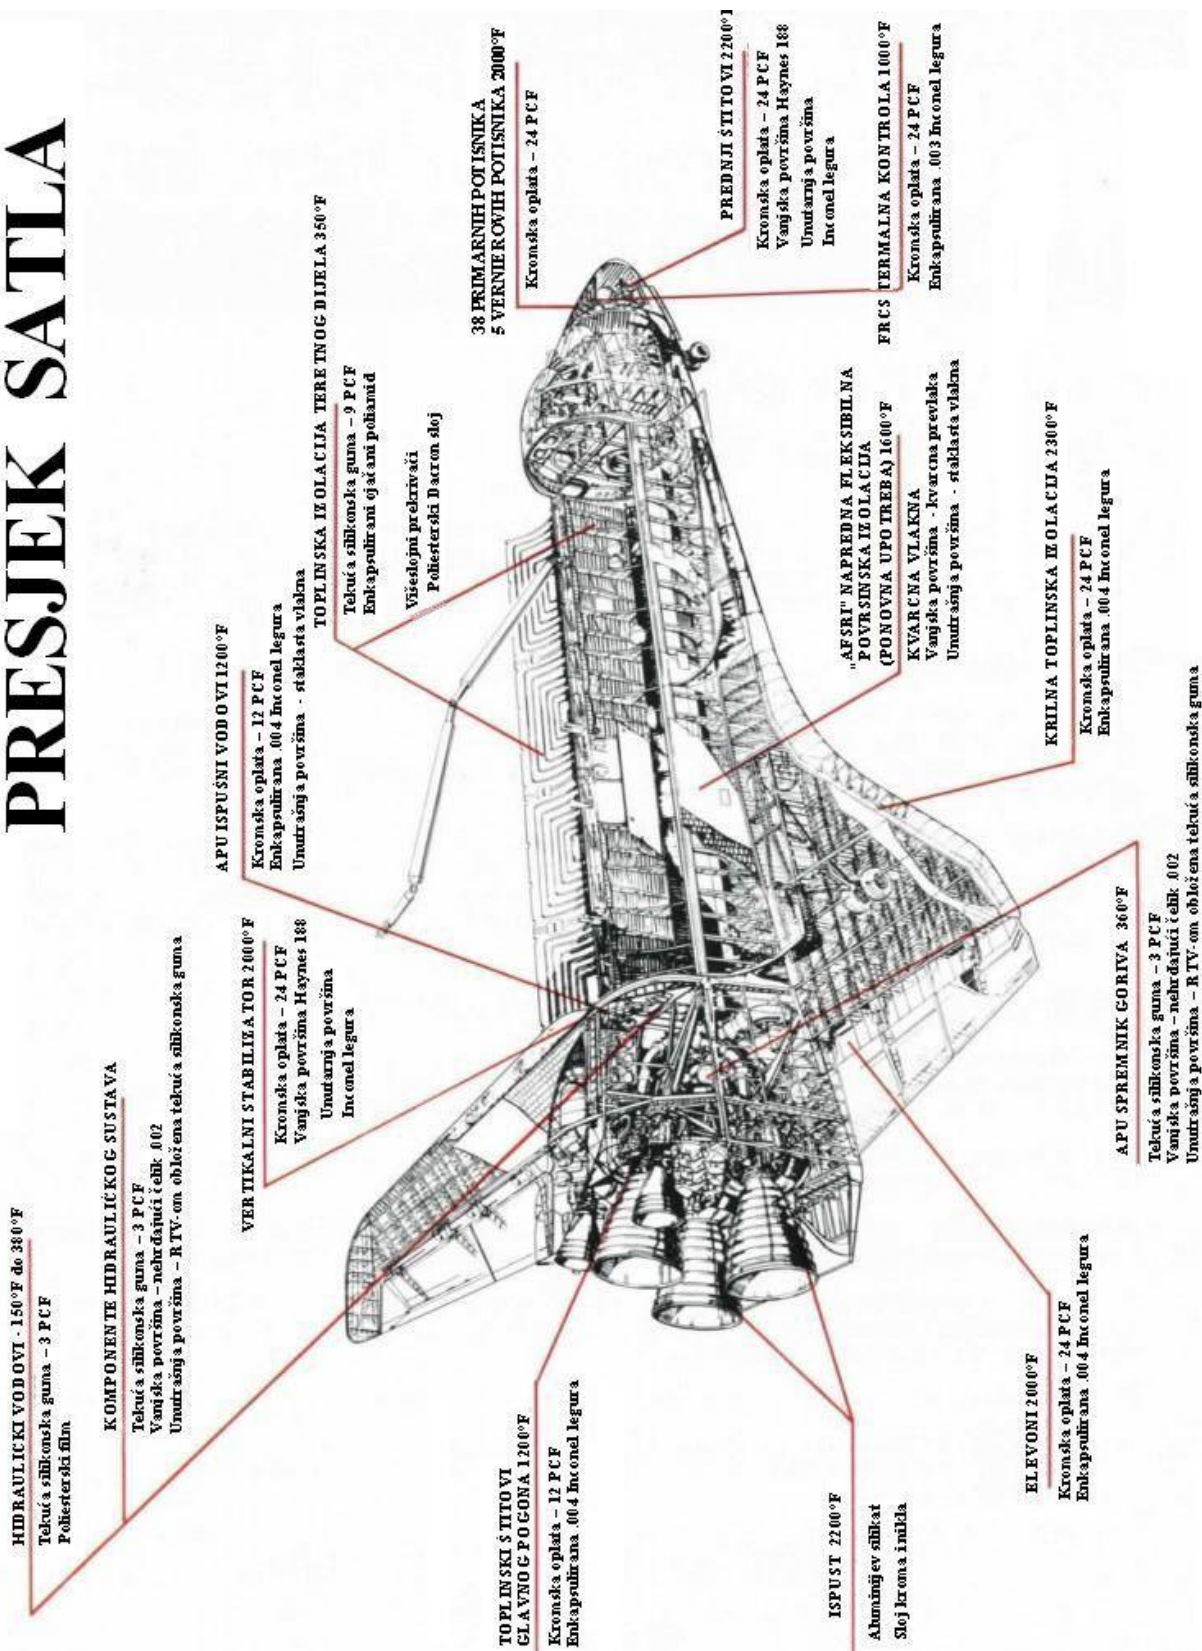 PRESJEK SATLA
HIDRAULICKI VODOVI - 150°F do 380°F
Tekuća silikonska guma – 3 PCF
Poliesterski film
KOMPONENTE HIDRAULIČKOG SUSTAVA
Tekuća silikonska guma – 3 PCF
Vanjska površina – nehrđajući čelik .002
Unutrašnja površina – RTV-om obložena tekuća silikonska guma
APU ISPUŠNI VODOVI 1200°F
Kromska oplata – 12 PCF
Enkapsulirana .004 Inconel legura
Unutrašnja površina - staklasta vlakna
VERTIKALNI STABILIZATOR 2000°F
Kromska oplata – 24 PCF
Vanjska površina Haynes 188
Unutarnja površina
Inconel legura
TOPLINSKA IZOLACIJA TERETNOG DIJELA 350°F
Tekuća silikonska guma – 9 PCF
Enkapsulirani ojačani poliamid
Višeslojni prekrivači
Poliesterski Dacron sloj
38 PRIMARNIH POTISNIKA
5 VERNIEROVIH POTISNIKA 2000°F
Kromska oplata – 24 PCF
PREDNJI ŠTITOVI 2200°F
Kromska oplata – 24 PCF
Vanjska površina Haynes 188
Unutarnja površina
Inconel legura
FRCS TERMALNA KONTROLA 1000°F
Kromska oplata – 24 PCF
Enkapsulirana .003 Inconel legura
"AFSRI" NAPREDNA FLEKSIBILNA
POVRSINSKA IZOLACIJA
(PONOVNA UPOTREBA) 1600°F
KVARCNA VLAKNA
Vanjska površina - kvarcna prevlaka
Unutrašnja površina - staklasta vlakna
KRILNA TOPLINSKA IZOLACIJA 2300°F
Kromska oplata – 24 PCF
Enkapsulirana .004 Inconel legura
TOPLINSKI ŠTITOVI
GLAVNOG POGONA 1200°F
Kromska oplata – 12 PCF
Enkapsulirana .004 Inconel legura
ISPUST 2200°F
Aluminijev silikat
Sloj kroma i nikla
ELEVONI 2000°F
Kromska oplata – 24 PCF
Enkapsulirana .004 Inconel legura
APU SPREMNIK GORIVA 360°F
Tekuća silikonska guma – 3 PCF
Vanjska površina – nehrđajući čelik .002
Unutrašnja površina – RTV-om obložena tekuća silikonska guma